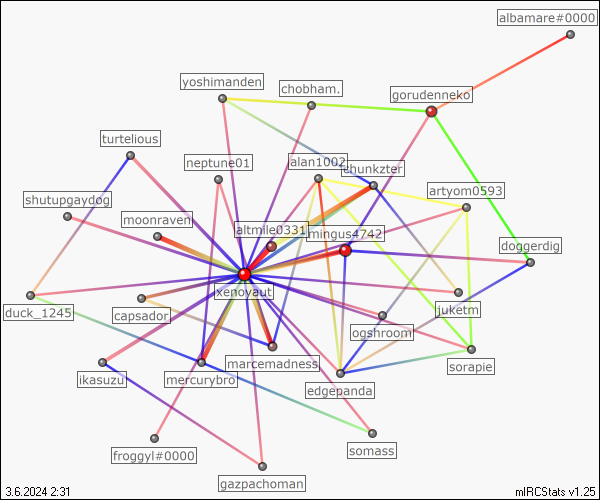 albamare#0000
yoshimanden
chobham.
gorudenneko
turtelious
neptune01
alan1002
chunkzter
artyom0593
shutupgaydog
moonraven
altmile0331
mingus4742
doggerdig
xenoyaut
duck_1245
capsador
juketm
ogshroom
marcemadness
sorapie
ikasuzu
mercurybro
edgepanda
froggyl#0000
somass
gazpachoman
3.6.2024 2:31
mIRCStats v1.25